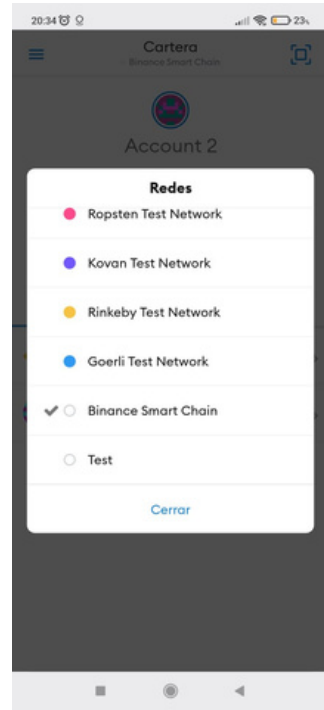 20:34
23%
Cartera
Binance Smart Chain
Account 2
Redes
Ropsten Test Network
Kovan Test Network
Rinkeby Test Network
Goerli Test Network
Binance Smart Chain
Test
Cerrar